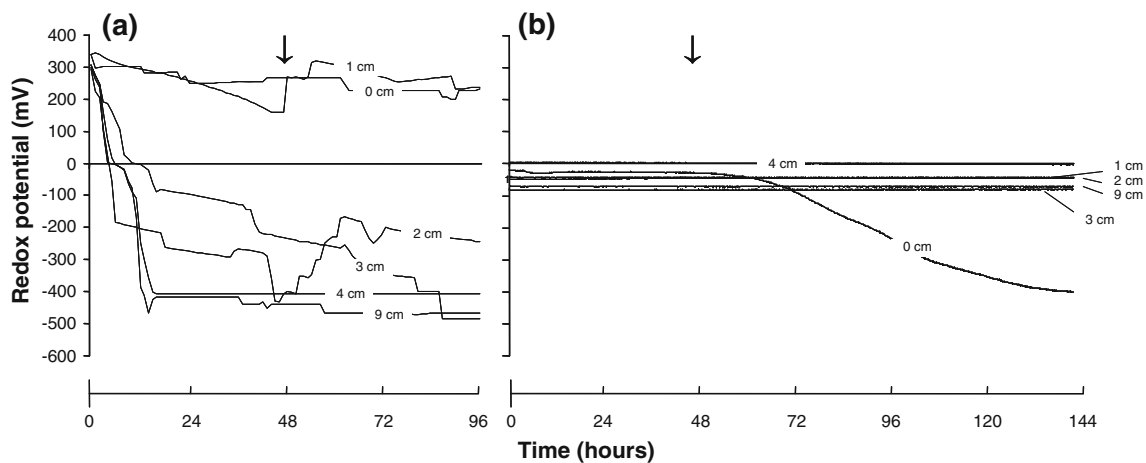 (a)
(b)
Redox potential (mV)
400
300
200
100
0
-100
-200
-300
-400
-500
-600
1 cm
0 cm
2 cm
3 cm
4 cm
9 cm
4 cm
1 cm
2 cm
9 cm
3 cm
0 cm
0 24 48 72 96
0 24 48 72 96 120 144
Time (hours)